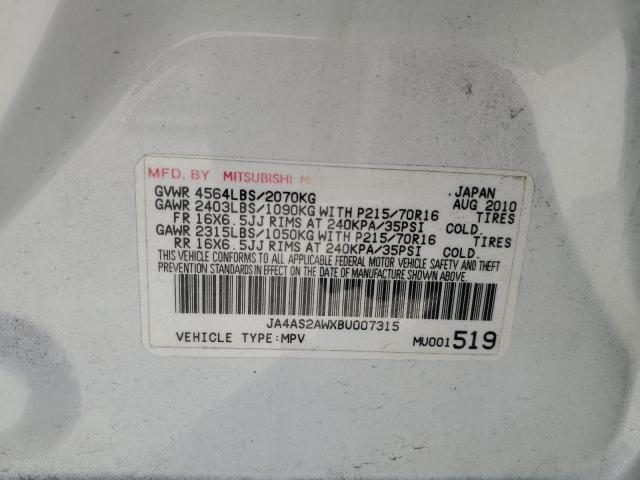 MFD. BY MITSUBISHI
GVWR 4564LBS/2070KG JAPAN
GAWR 2403LBS/1090KG WITH P215/70R16 AUG 2010
FR 16X6.5JJ RIMS AT 240KPA/35PSI COLD. TIRES
GAWR 2315LBS/1050KG WITH P215/70R16 TIRES
RR 16X6.5JJ RIMS AT 240KPA/35PSI COLD.
THIS VEHICLE CONFORMS TO ALL APPLICABLE FEDERAL MOTOR VEHICLE SAFETY AND THEFT
PREVENTION STANDARDS IN EFFECT ON THE DATE OF MANUFACTURE SHOWN ABOVE.
JA4AS2AWXBU007315
VEHICLE TYPE:MPV MU001519